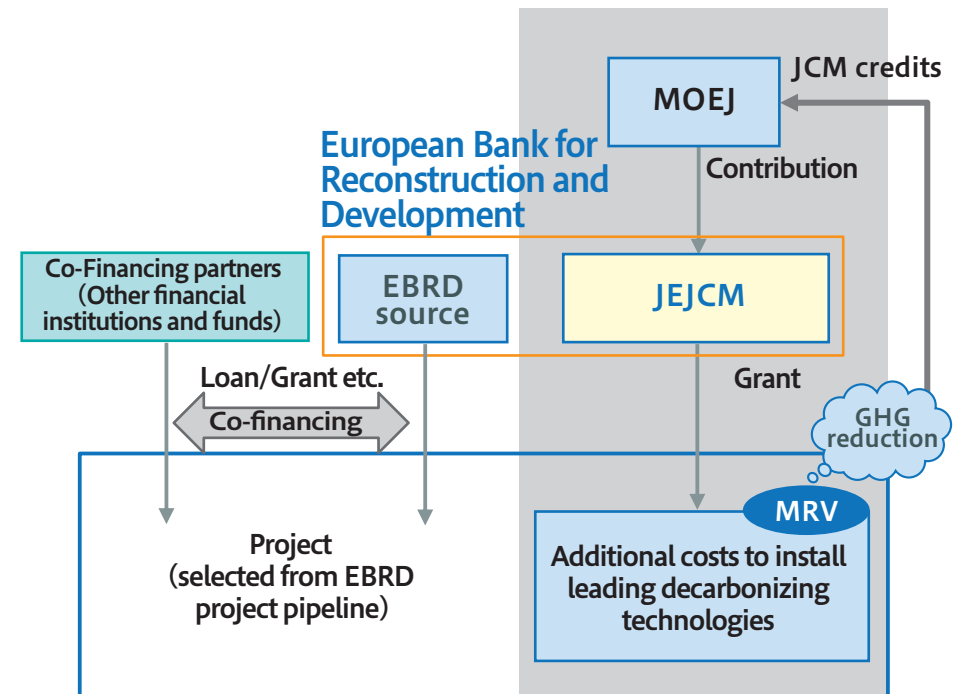 JCM credits
MOEJ
European Bank for
Reconstruction and
Development
Contribution
Co-Financing partners
(Other financial
institutions and funds)
EBRD
source
JEJCM
Loan/Grant etc.
Grant
Co-financing
GHG
reduction
MRV
Project
(selected from EBRD
project pipeline)
Additional costs to install
leading decarbonizing
technologies